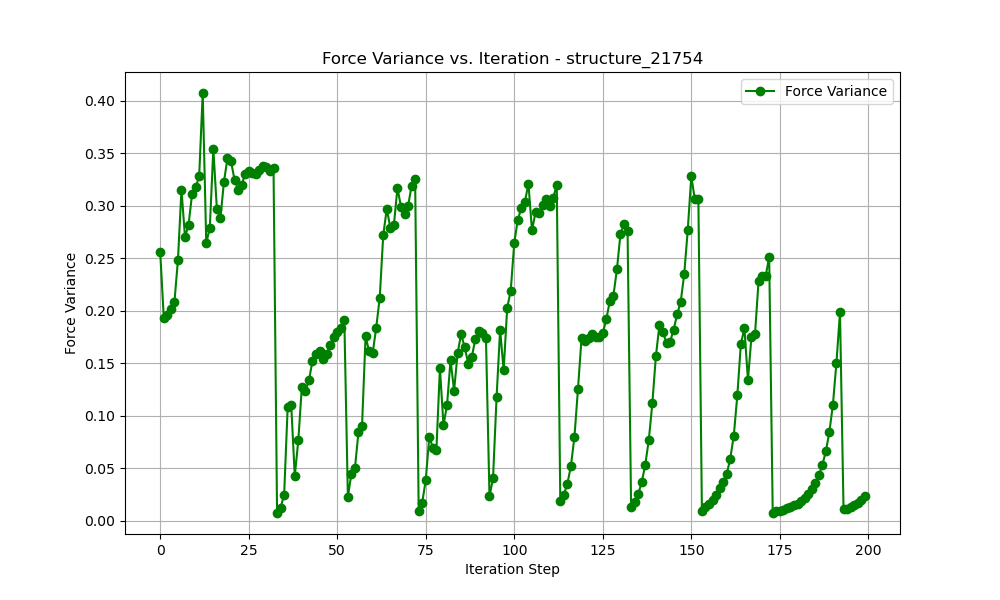 Force Variance vs. Iteration - structure_21754
Force Variance
0.40
0.35
0.30
0.25
0.20
0.15
0.10
0.05
0.00
Force Variance
0 25 50 75 100 125 150 175 200
Iteration Step